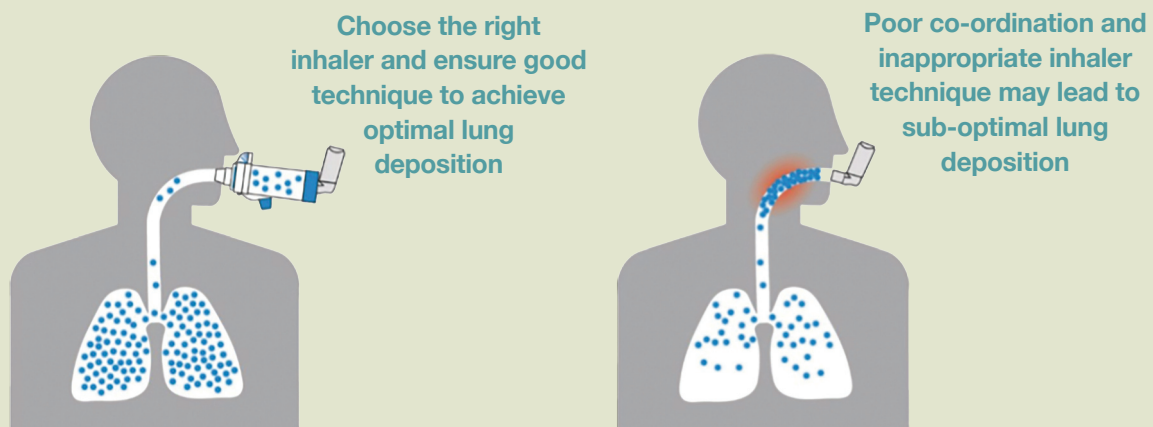 Choose the right
inhaler and ensure good
technique to achieve
optimal lung
deposition
Poor co-ordination and
inappropriate inhaler
technique may lead to
sub-optimal lung
deposition